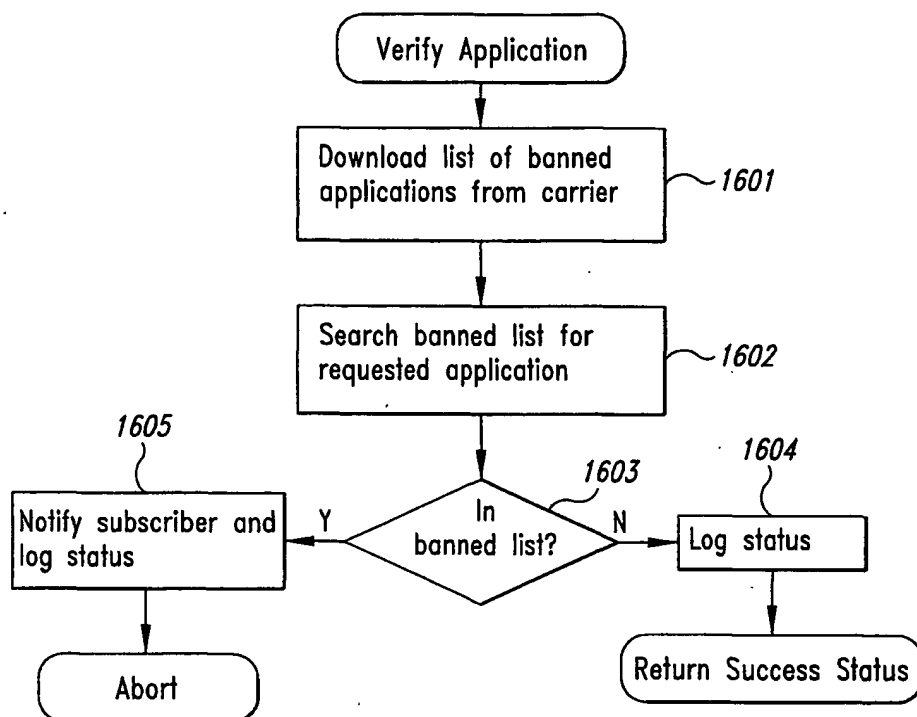 Verify Application
Download list of banned
applications from carrier
1601
Search banned list for
requested application
1602
1605
1603
1604
Notify subscriber and
log status
Y
In
banned list?
N
Log status
Abort
Return Success Status